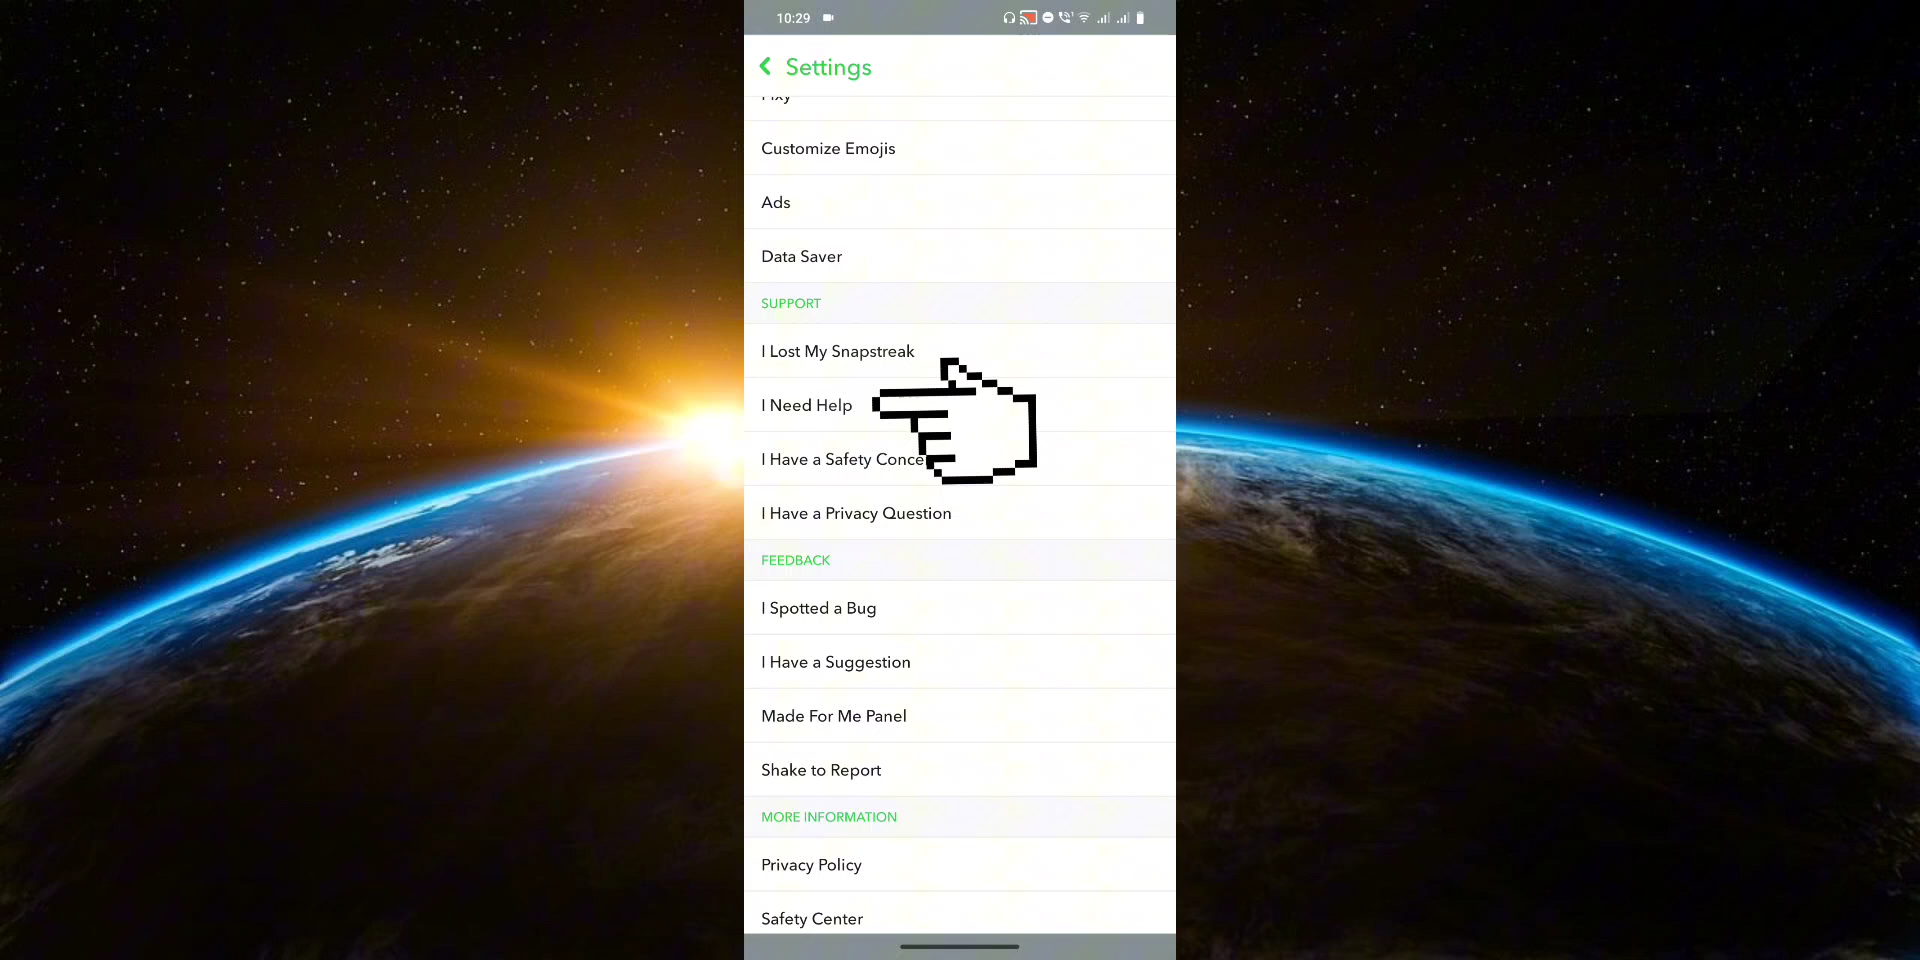 10:29
Settings
Customize Emojis
Ads
Data Saver
SUPPORT
I Lost My Snapstreak
I Need Help
I Have a Safety Conce
I Have a Privacy Question
FEEDBACK
I Spotted a Bug
I Have a Suggestion
Made For Me Panel
Shake to Report
MORE INFORMATION
Privacy Policy
Safety Center